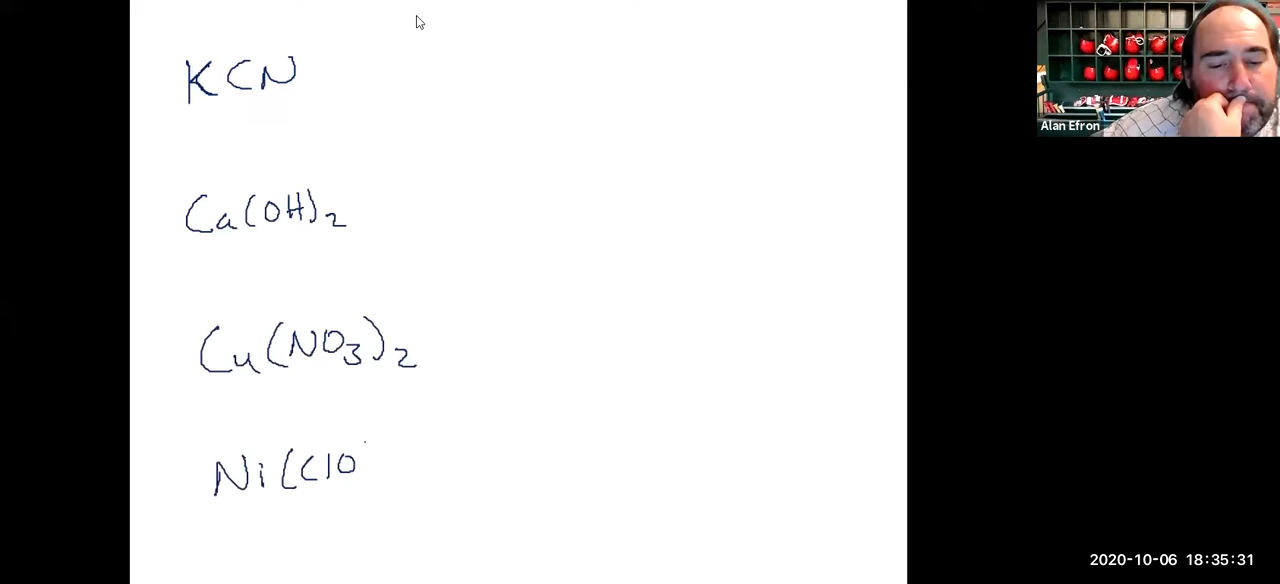 KCN
Alan Efron
Ca(OH)2
Cu(NO3)2
Ni(ClO
2020-10-06 18:35:31